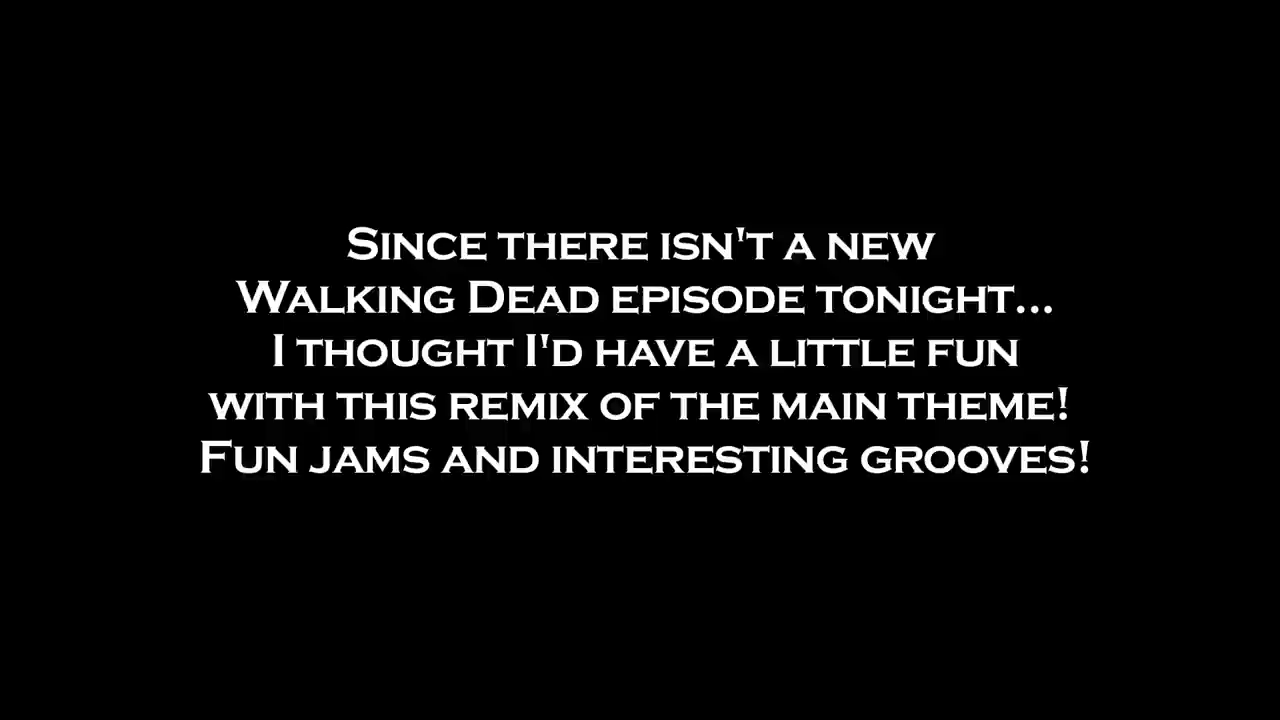 Since there isn't a new
Walking Dead episode tonight...
I thought I'd have a little fun
with this remix of the main theme!
Fun jams and interesting grooves!